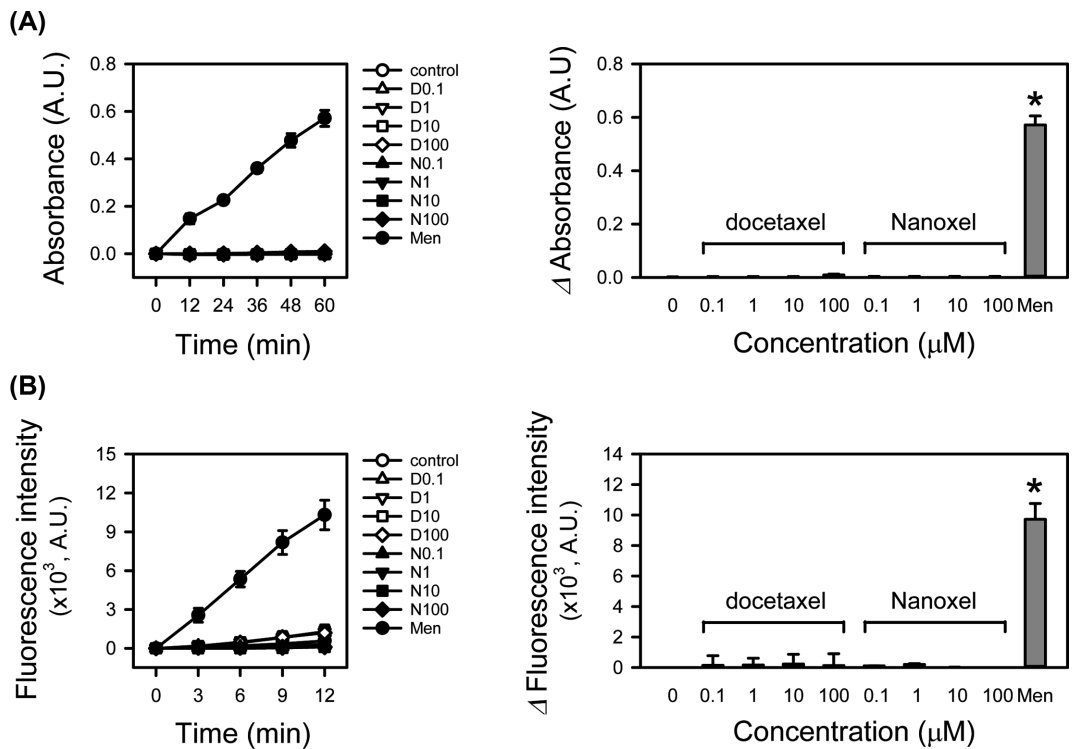 (A)
Absorbance (A.U.)
0.8
0.6
0.4
0.2
0.0
0 12 24 36 48 60
Time (min)
control
D0.1
D1
D10
D100
N0.1
N1
N10
N100
Men
Δ Absorbance (A.U)
0.8
0.6
0.4
0.2
0.0
docetaxel Nanoxel
*
0 0.1 1 10 100 0.1 1 10 100 Men
Concentration (μM)
(B)
Fluorescence intensity
(x10³, A.U.)
15
12
9
6
3
0
0 3 6 9 12
Time (min)
control
D0.1
D1
D10
D100
N0.1
N1
N10
N100
Men
Δ Fluorescence intensity
(x10³, A.U.)
14
12
10
8
6
4
2
0
docetaxel Nanoxel
*
0 0.1 1 10 100 0.1 1 10 100 Men
Concentration (μM)